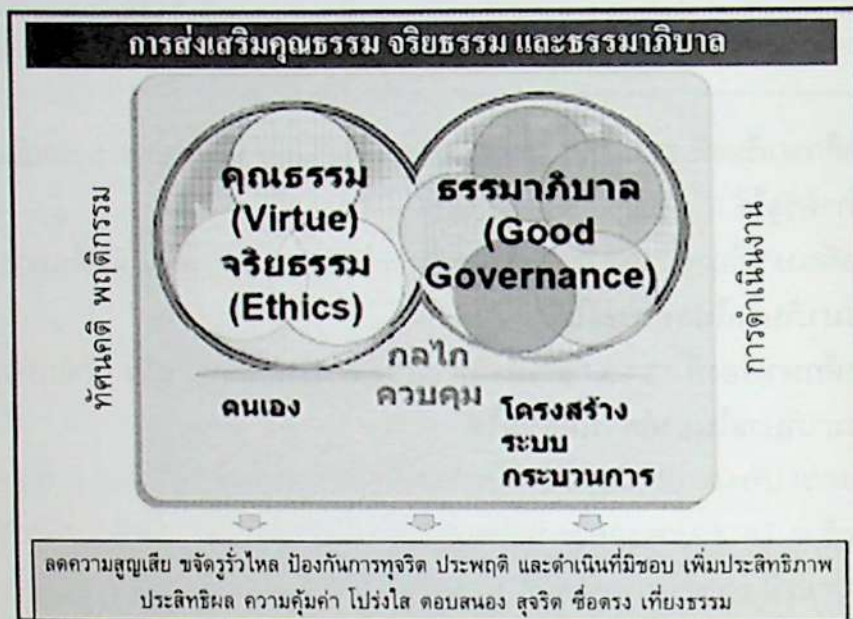 การส่งเสริมคุณธรรม จริยธรรม และธรรมาภิบาล
คุณธรรม
(Virtue)
จริยธรรม
(Ethics)
ธรรมาภิบาล
(Good
Governance)
ทัศนคติ พฤติกรรม
การดำเนินงาน
กลไก
ควบคุม
ตนเอง
โครงสร้าง
ระบบ
กระบวนการ
ลดความสูญเสีย ขจัดรูรั่วไหล ป้องกันการทุจริต ประพฤติ และดำเนินที่มิชอบ เพิ่มประสิทธิภาพ
ประสิทธิผล ความคุ้มค่า โปร่งใส ตอบสนอง สุจริต ซื่อตรง เที่ยงธรรม